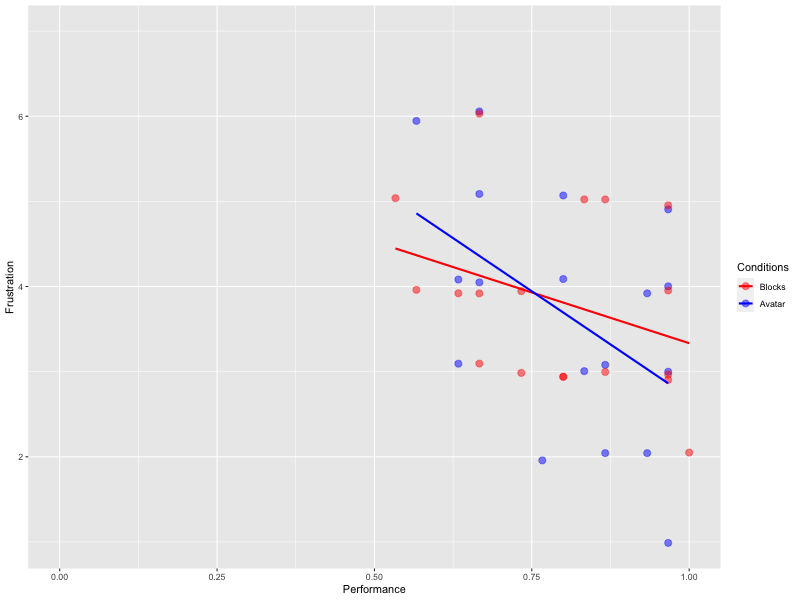 Frustration
6
4
2
0.00 0.25 0.50 0.75 1.00
Performance
Conditions
Blocks
Avatar